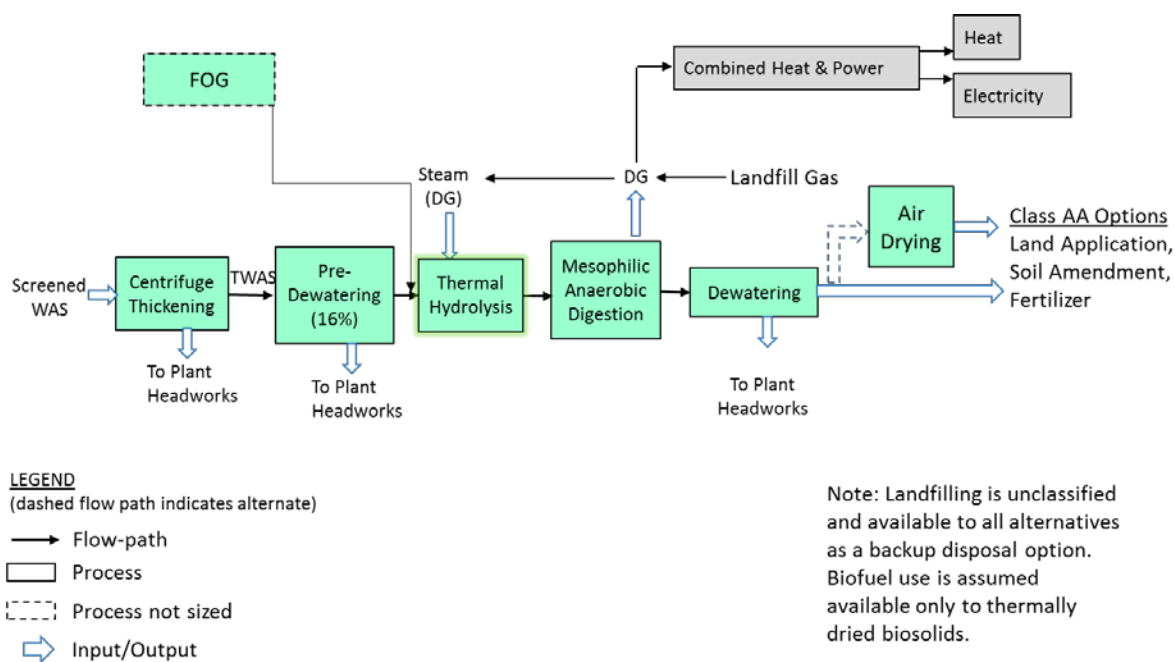 FOG
Combined Heat & Power
Heat
Electricity
Steam
(DG)
DG
Landfill Gas
Air
Drying
Class AA Options
Land Application,
Soil Amendment,
Fertilizer
Screened
WAS
Centrifuge
Thickening
TWAS
Pre-
Dewatering
(16%)
Thermal
Hydrolysis
Mesophilic
Anaerobic
Digestion
Dewatering
To Plant
Headworks
To Plant
Headworks
To Plant
Headworks
LEGEND
(dashed flow path indicates alternate)
Flow-path
Process
Process not sized
Input/Output
Note: Landfilling is unclassified
and available to all alternatives
as a backup disposal option.
Biofuel use is assumed
available only to thermally
dried biosolids.